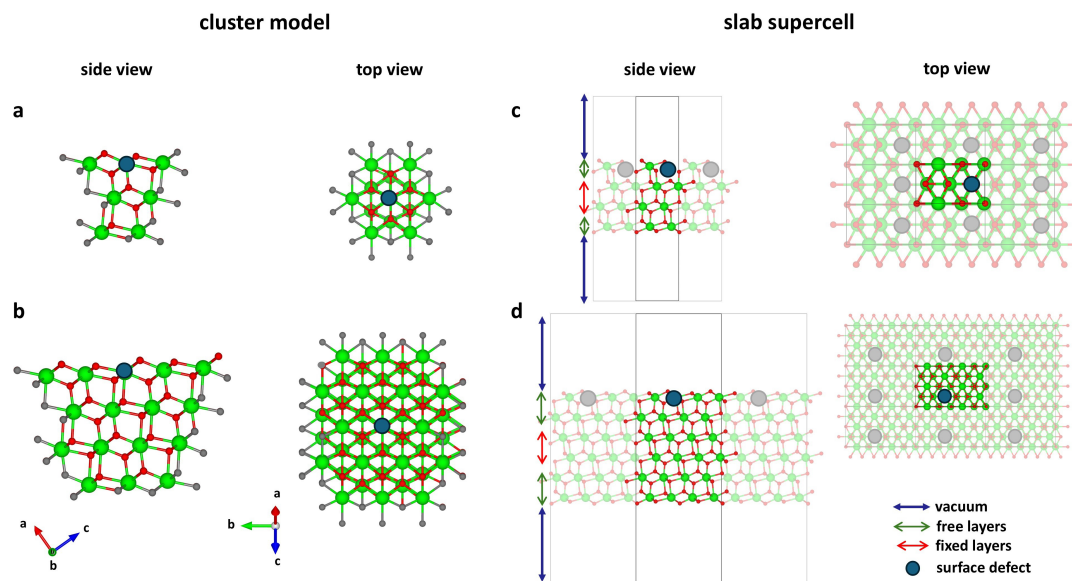 cluster model
slab supercell
side view
top view
side view
top view
a
c
b
d
a
c
b
a
b
c
vacuum
free layers
fixed layers
surface defect